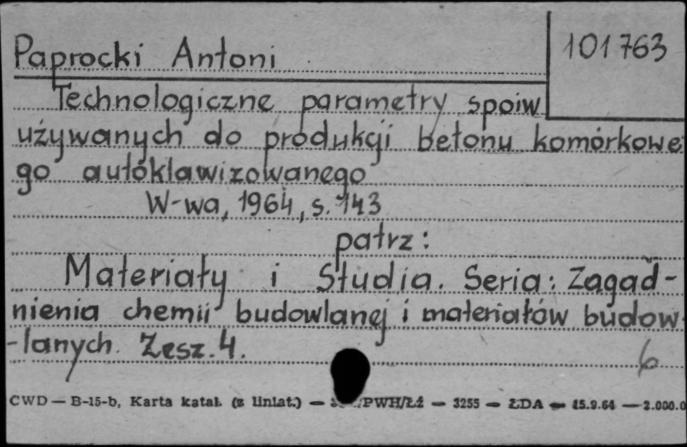 Paprocki Antoni
101763
Technologiczne parametry spoiw
używanych do produkcji betonu komórkowe
go autoklawizowanego
W-wa, 1964, s. 143
patrz:
Materiały i Studia. Seria: Zagad-
nienia chemii budowlanej i materiałów budow
-lanych. Zesz. 4.
6
CWD — B-15-b, Karta katal. (z liniat.) — /PWH/Łż — 3255 — ŁDA — 15.9.64 — 2.000.0